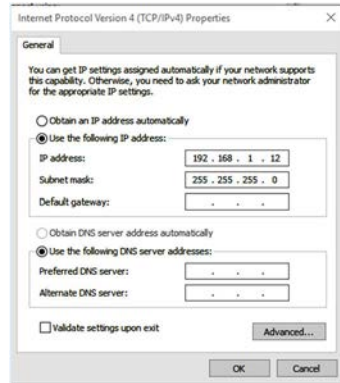 Internet Protocol Version 4 (TCP/IPv4) Properties
General
You can get IP settings assigned automatically if your network supports
this capability. Otherwise, you need to ask your network administrator
for the appropriate IP settings.
Obtain an IP address automatically
Use the following IP address:
IP address: 192 . 168 . 1 . 12
Subnet mask: 255 . 255 . 255 . 0
Default gateway: . . .
Obtain DNS server address automatically
Use the following DNS server addresses:
Preferred DNS server: . . .
Alternate DNS server: . . .
Validate settings upon exit
Advanced...
OK Cancel